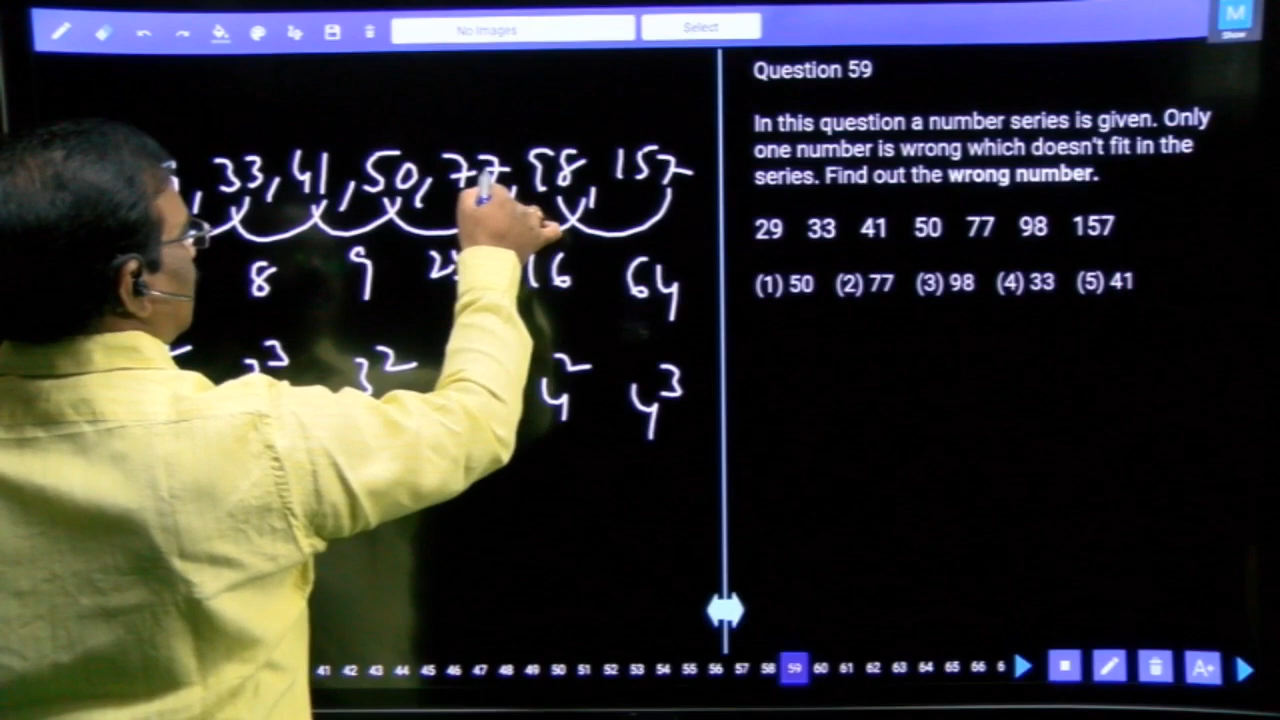 No Images
Select
M
Show
Question 59
In this question a number series is given. Only
one number is wrong which doesn't fit in the
series. Find out the wrong number.
29 33 41 50 77 98 157
(1) 50 (2) 77 (3) 98 (4) 33 (5) 41
, 33, 41, 50, 77, 98, 157
8 9 16 64
3² 4² 4³
41 42 43 44 45 46 47 48 49 50 51 52 53 54 55 56 57 58 59 60 61 62 63 64 65 66 6
A+